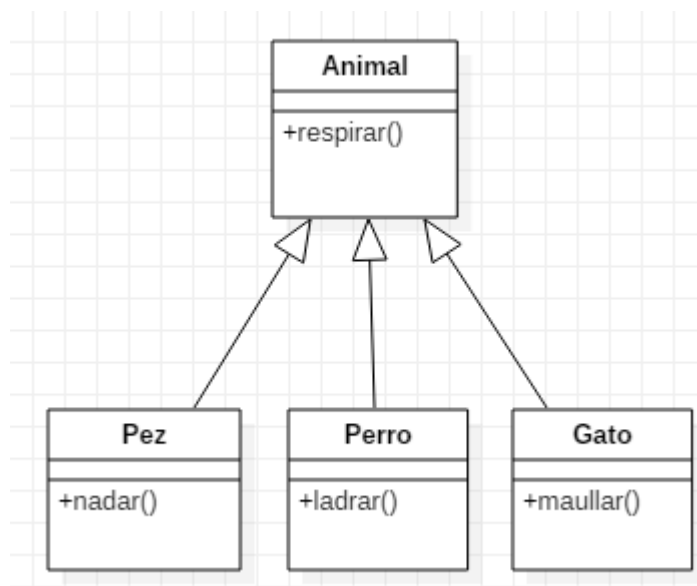 Animal
+respirar()
Pez
+nadar()
Perro
+ladrar()
Gato
+maullar()